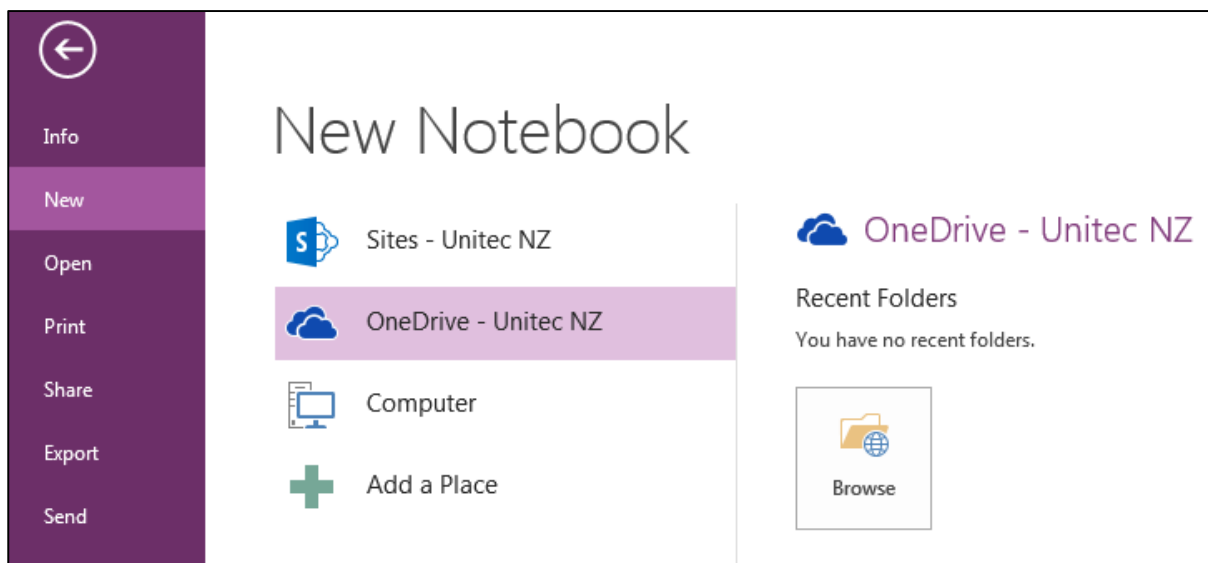 Info
New
Open
Print
Share
Export
Send
New Notebook
S
Sites - Unitec NZ
OneDrive - Unitec NZ
Computer
Add a Place
OneDrive - Unitec NZ
Recent Folders
You have no recent folders.
Browse